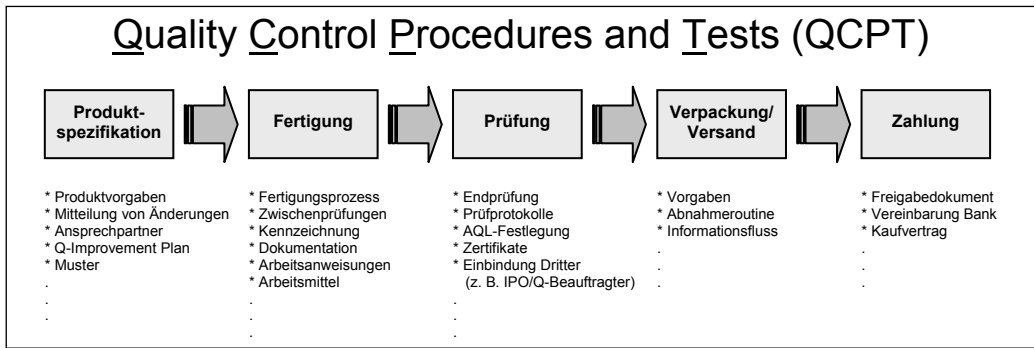 Quality Control Procedures and Tests (QCPT)
Produkt-
spezifikation
Fertigung
Prüfung
Verpackung/
Versand
Zahlung
* Produktvorgaben
* Mitteilung von Änderungen
* Ansprechpartner
* Q-Improvement Plan
* Muster
.
.
.
* Fertigungsprozess
* Zwischenprüfungen
* Kennzeichnung
* Dokumentation
* Arbeitsanweisungen
* Arbeitsmittel
.
.
.
* Endprüfung
* Prüfprotokolle
* AQL-Festlegung
* Zertifikate
* Einbindung Dritter
(z. B. IPO/Q-Beauftragter)
.
.
.
* Vorgaben
* Abnahmeroutine
* Informationsfluss
.
.
.
* Freigabedokument
* Vereinbarung Bank
* Kaufvertrag
.
.
.